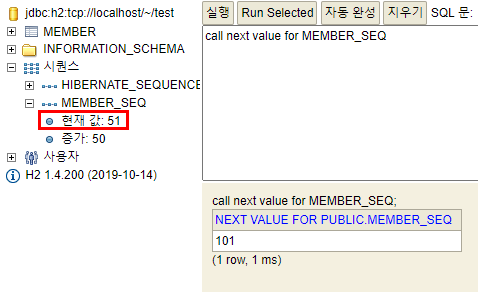 jdbc:h2:tcp://localhost/~/test
MEMBER
INFORMATION_SCHEMA
시퀀스
HIBERNATE_SEQUENCE
MEMBER_SEQ
현재 값: 51
증가: 50
사용자
H2 1.4.200 (2019-10-14)
실행 Run Selected 자동 완성 지우기 SQL 문:
call next value for MEMBER_SEQ
call next value for MEMBER_SEQ;
NEXT VALUE FOR PUBLIC.MEMBER_SEQ
101
(1 row, 1 ms)